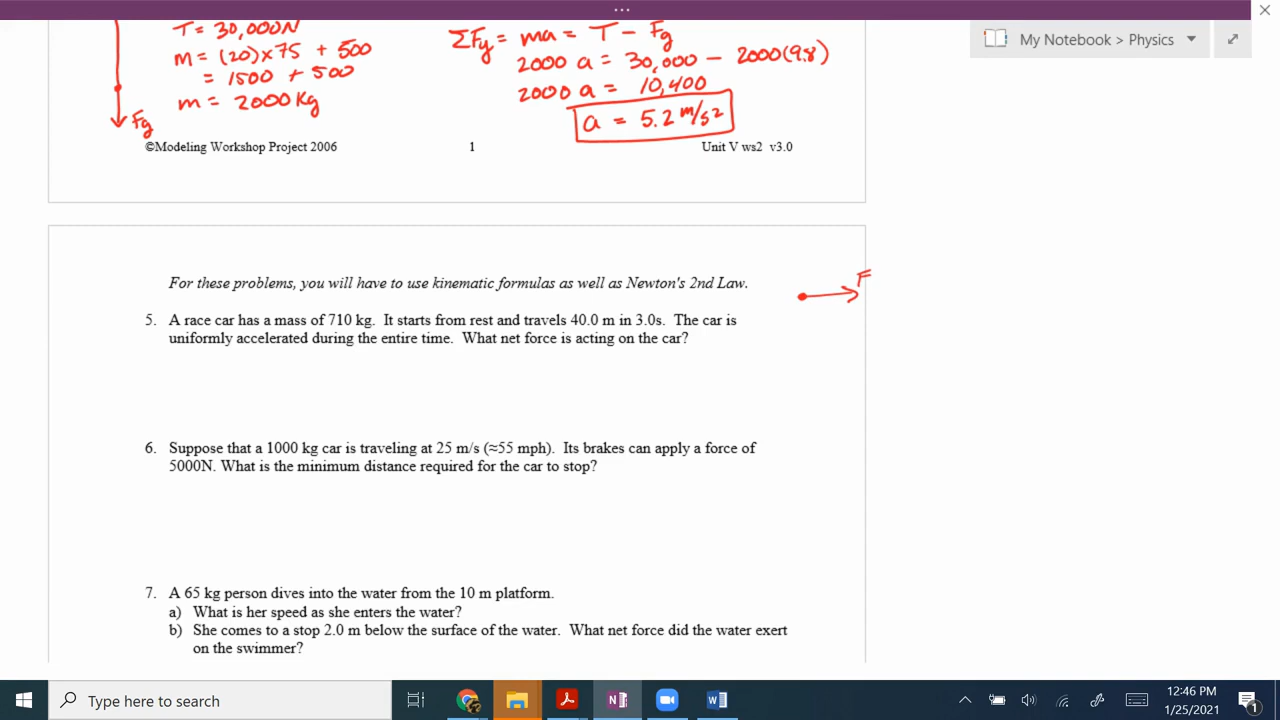 ...
My Notebook > Physics
T = 30,000N
m = (20) x 75 + 500
= 1500 + 500
m = 2000 Kg
Fg
ΣFy = ma = T - Fg
2000 a = 30,000 - 2000(9.8)
2000 a = 10,400
a = 5.2 m/s²
©Modeling Workshop Project 2006 1 Unit V ws2 v3.0
For these problems, you will have to use kinematic formulas as well as Newton's 2nd Law.
F
5. A race car has a mass of 710 kg. It starts from rest and travels 40.0 m in 3.0s. The car is
uniformly accelerated during the entire time. What net force is acting on the car?
6. Suppose that a 1000 kg car is traveling at 25 m/s (≈55 mph). Its brakes can apply a force of
5000N. What is the minimum distance required for the car to stop?
7. A 65 kg person dives into the water from the 10 m platform.
a) What is her speed as she enters the water?
b) She comes to a stop 2.0 m below the surface of the water. What net force did the water exert
on the swimmer?
Type here to search
12:46 PM
1/25/2021
1